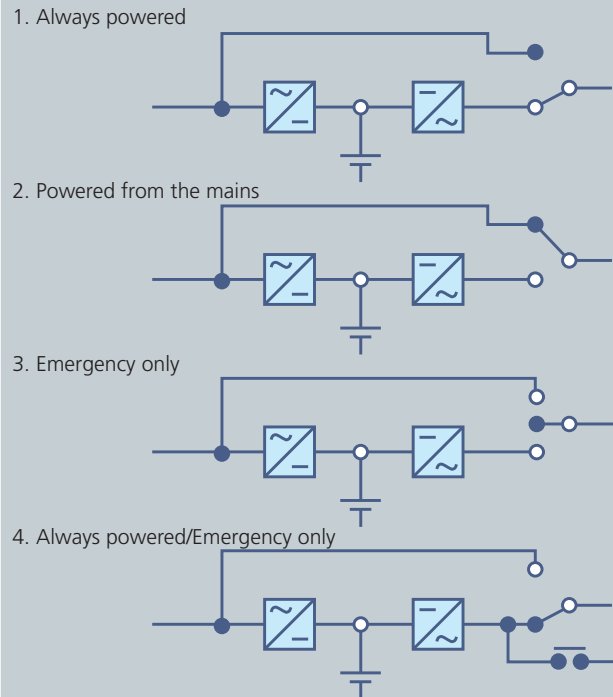 1. Always powered
2. Powered from the mains
3. Emergency only
4. Always powered/Emergency only